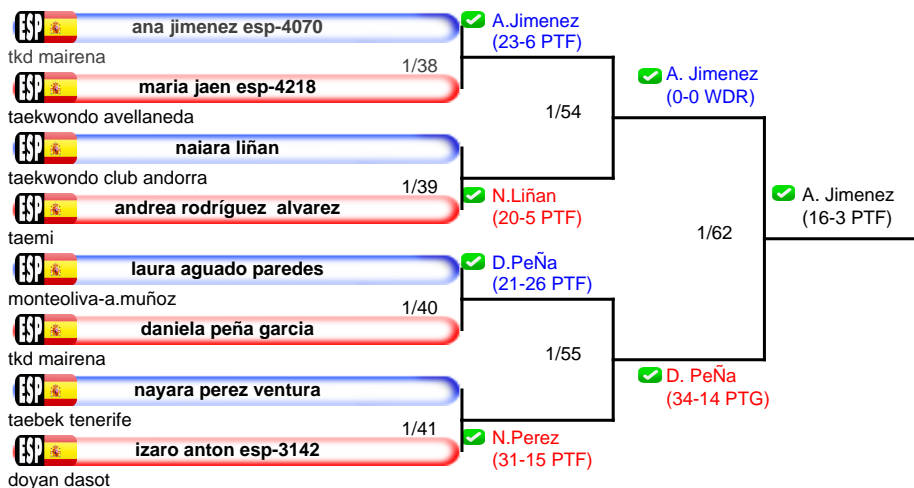 ESP ana jimenez esp-4070
tkd mairena
1/38
ESP maria jaen esp-4218
taekwondo avellaneda
A.Jimenez
(23-6 PTF)
ESP naiara liñan
taekwondo club andorra
1/39
ESP andrea rodríguez alvarez
taemi
N.Liñan
(20-5 PTF)
1/54
A. Jimenez
(0-0 WDR)
ESP laura aguado paredes
monteoliva-a.muñoz
1/40
ESP daniela peña garcia
tkd mairena
D.PeÑa
(21-26 PTF)
ESP nayara perez ventura
taebek tenerife
1/41
ESP izaro anton esp-3142
doyan dasot
N.Perez
(31-15 PTF)
1/55
D. PeÑa
(34-14 PTG)
1/62
A. Jimenez
(16-3 PTF)